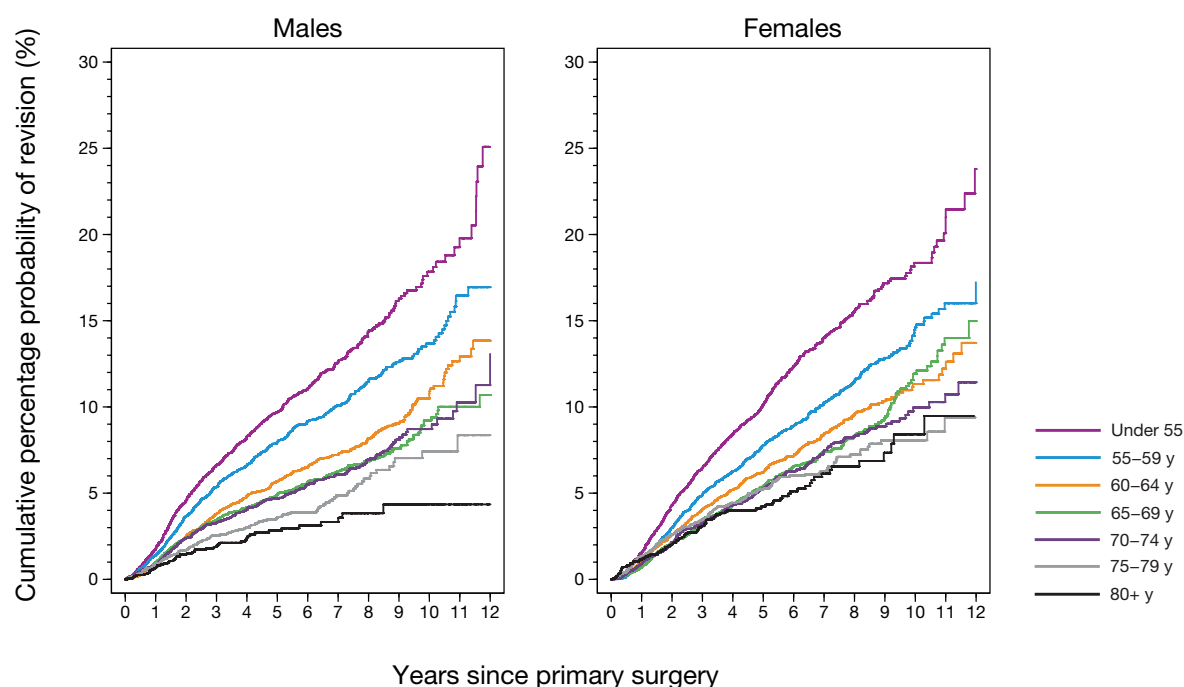 Males
Females
Cumulative percentage probability of revision (%)
30
25
20
15
10
5
0
0 1 2 3 4 5 6 7 8 9 10 11 12
30
25
20
15
10
5
0
0 1 2 3 4 5 6 7 8 9 10 11 12
Under 55
55–59 y
60–64 y
65–69 y
70–74 y
75–79 y
80+ y
Years since primary surgery